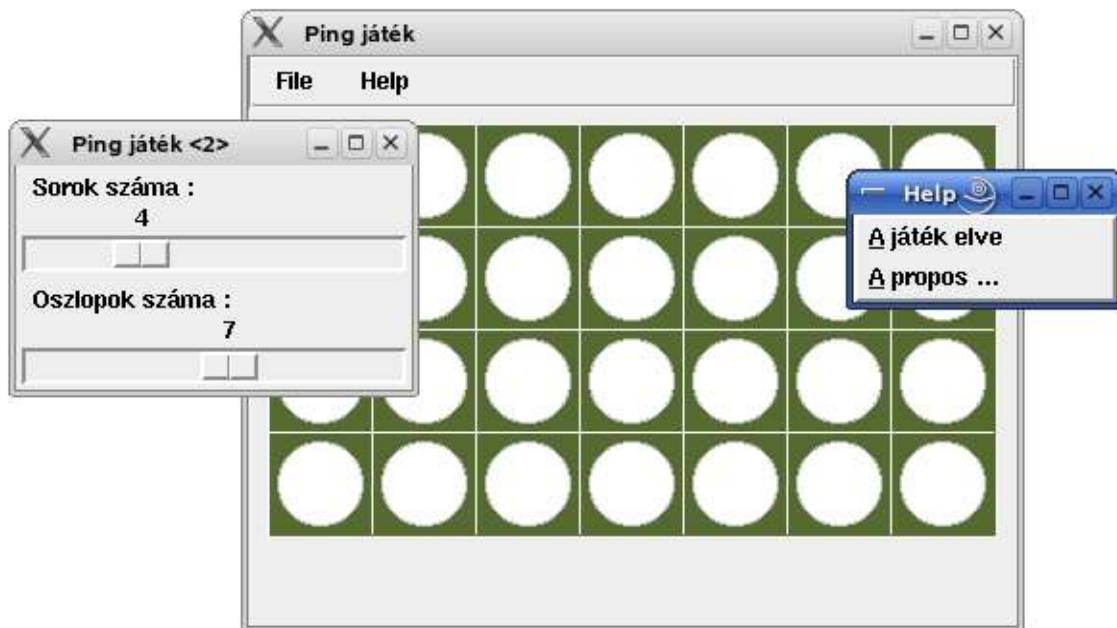 Ping játék
File Help
Ping játék <2>
Sorok száma :
4
Oszlopok száma :
7
Help
A játék elve
A propos ...